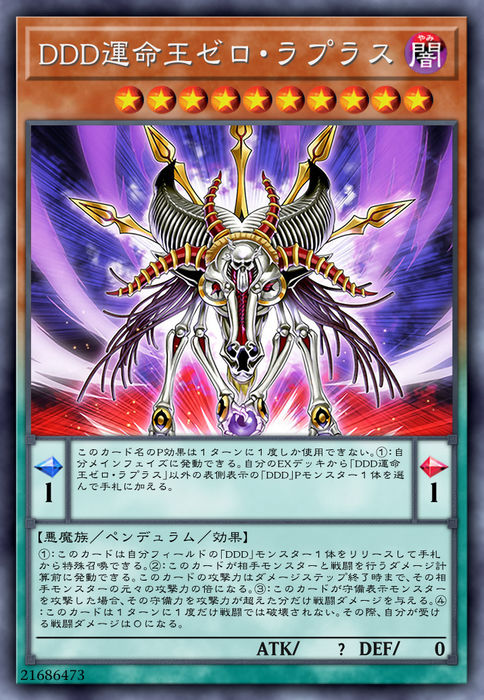 DDD運命王ゼロ・ラプラス
やみ
闇
このカード名のP効果は1ターンに1度しか使用できない。①:自
分メインフェイズに発動できる。自分のEXデッキから「DDD運命
王ゼロ・ラプラス」以外の表側表示の「DDD」Pモンスター1体を選
んで手札に加える。
1
1
【悪魔族/ペンデュラム/効果】
①:このカードは自分フィールドの「DDD」モンスター1体をリリースして手札
から特殊召喚できる。②:このカードが相手モンスターと戦闘を行うダメージ計
算前に発動できる。このカードの攻撃力はダメージステップ終了時まで、その相
手モンスターの元々の攻撃力の倍になる。③:このカードが守備表示モンスター
を攻撃した場合、その守備力を攻撃力が超えた分だけ戦闘ダメージを与える。④
:このカードは1ターンに1度だけ戦闘では破壊されない。その際、自分が受け
る戦闘ダメージは0になる。
ATK/ ? DEF/ 0
21686473